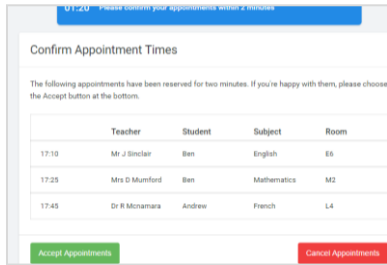 01:20 Please confirm your appointments within 2 minutes
Confirm Appointment Times
The following appointments have been reserved for two minutes. If you're happy with them, please choose
the Accept button at the bottom.
Teacher Student Subject Room
17:10 Mr J Sinclair Ben English E6
17:25 Mrs D Mumford Ben Mathematics M2
17:45 Dr R Mcnamara Andrew French L4
Accept Appointments Cancel Appointments